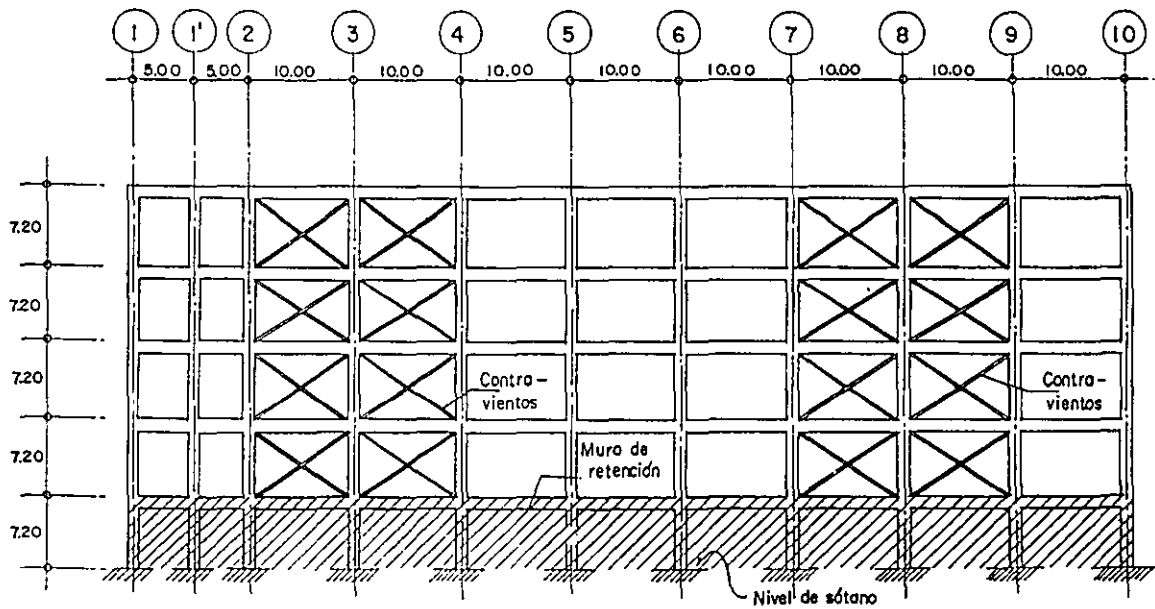 1 1' 2 3 4 5 6 7 8 9 10
5.00 5.00 10.00 10.00 10.00 10.00 10.00 10.00 10.00 10.00
7.20
7.20
7.20
7.20
7.20
Contra-
vientos
Contra-
vientos
Muro de
retención
Nivel de sótano